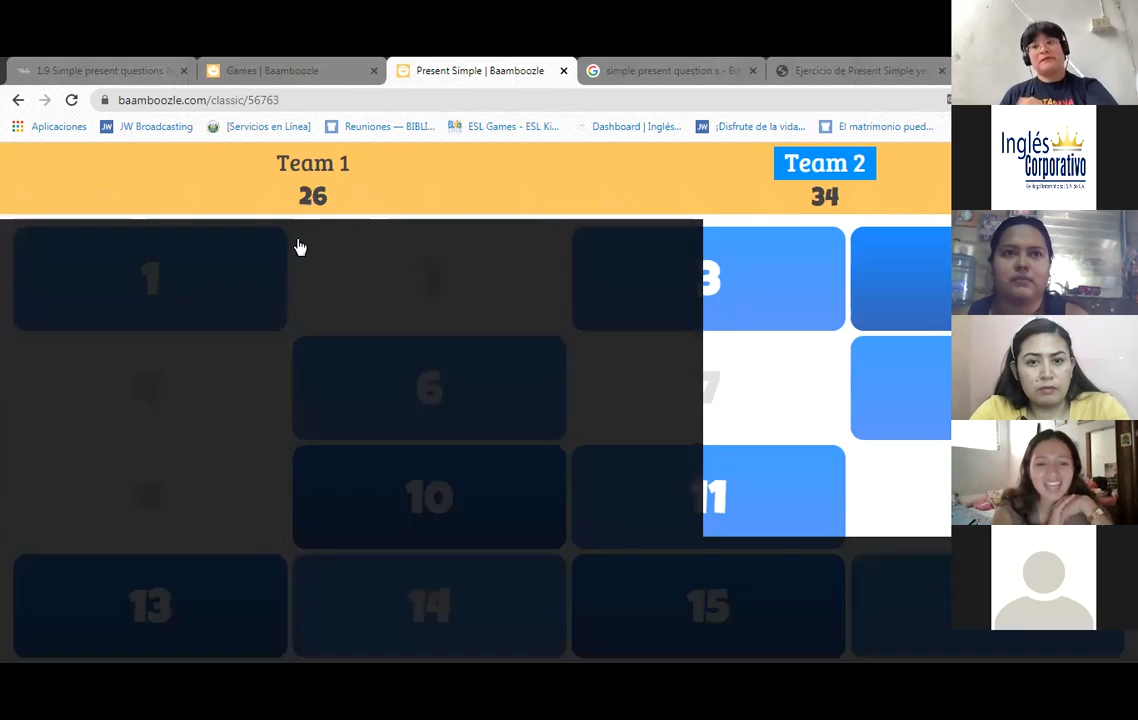 1.9 Simple present questions &
Games | Baamboozle
Present Simple | Baamboozle
simple present question s - B
Ejercicio de Present Simple ye
baamboozle.com/classic/56763
Aplicaciones
JW Broadcasting
[Servicios en Línea]
Reuniones — BIBLI...
ESL Games - ESL Ki...
Dashboard | Inglés...
¡Disfrute de la vida...
El matrimonio pued...
Team 1
Team 2
26
34
1
3
6
7
10
11
13
14
15
Inglés
Corporativo